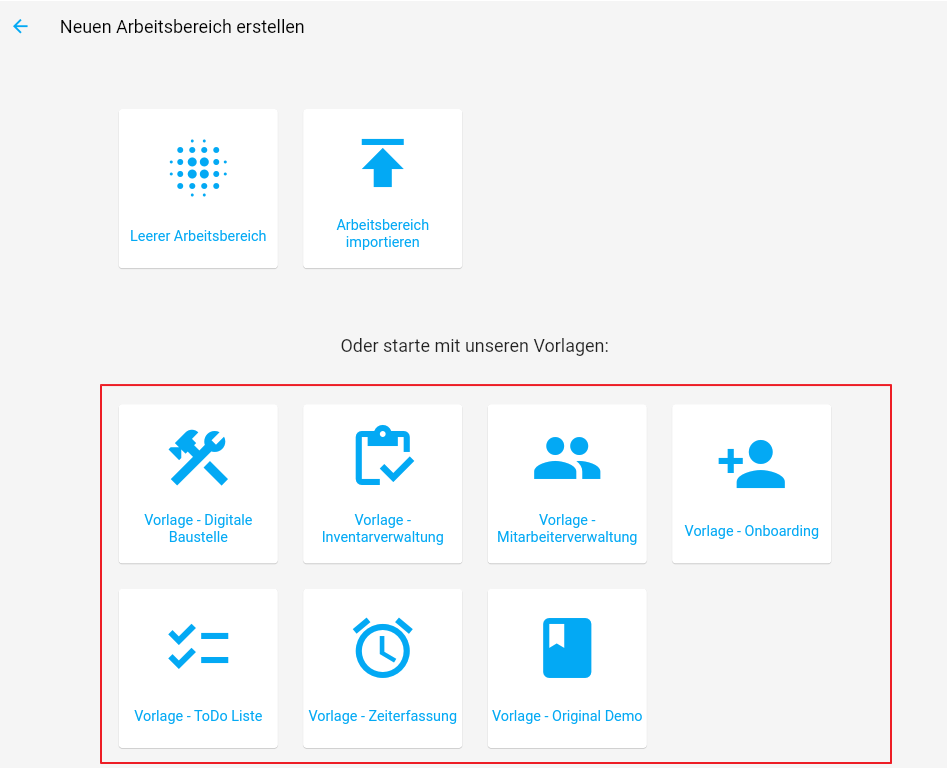 Neuen Arbeitsbereich erstellen
Leerer Arbeitsbereich
Arbeitsbereich
importieren
Oder starte mit unseren Vorlagen:
Vorlage - Digitale
Baustelle
Vorlage -
Inventarverwaltung
Vorlage -
Mitarbeiterverwaltung
Vorlage - Onboarding
Vorlage - ToDo Liste
Vorlage - Zeiterfassung
Vorlage - Original Demo